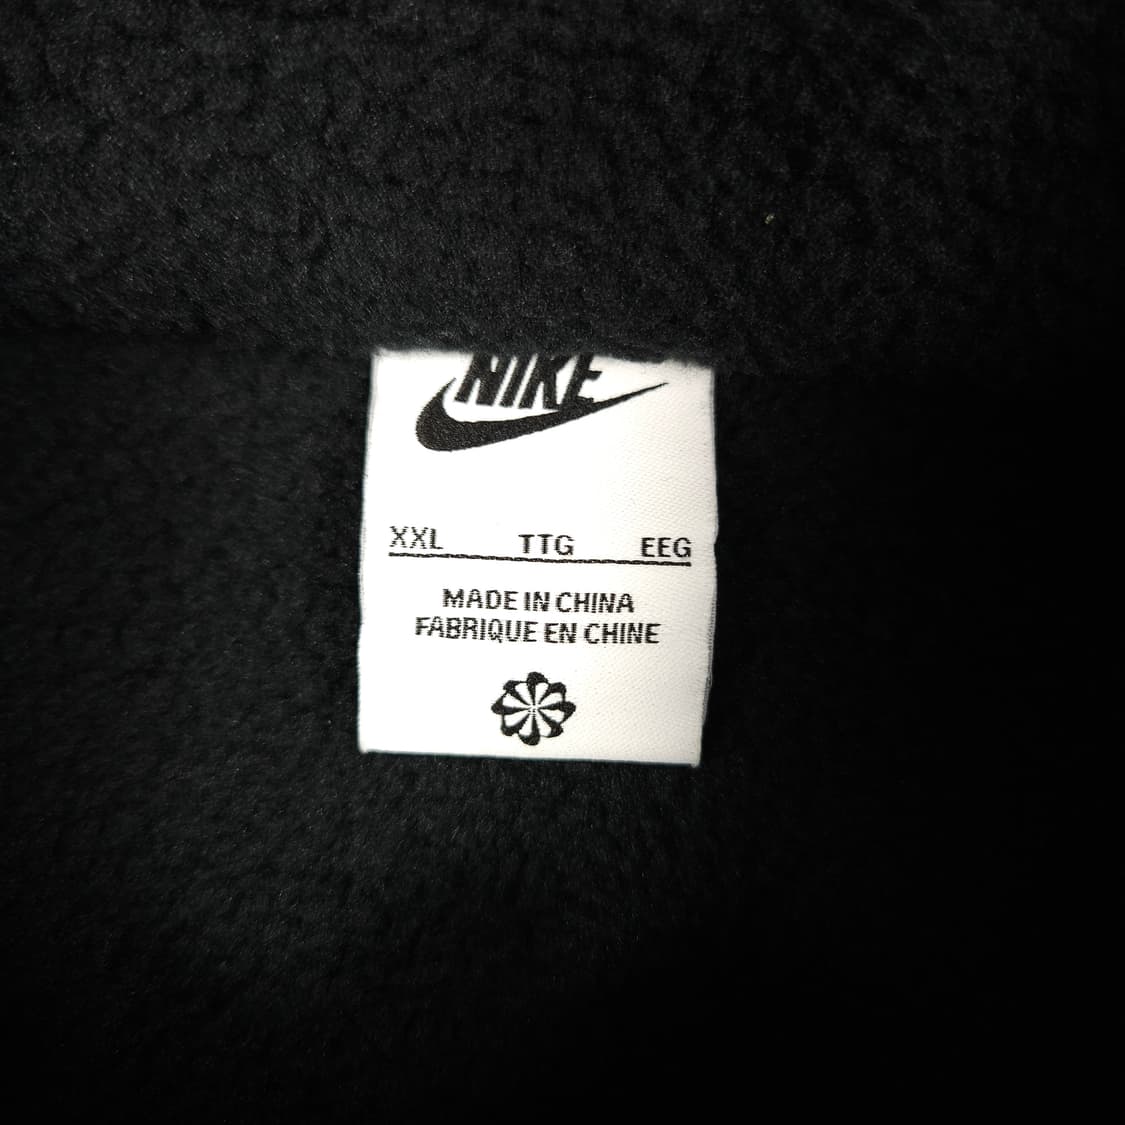 NIKE
XXL TTG EEG
MADE IN CHINA
FABRIQUE EN CHINE